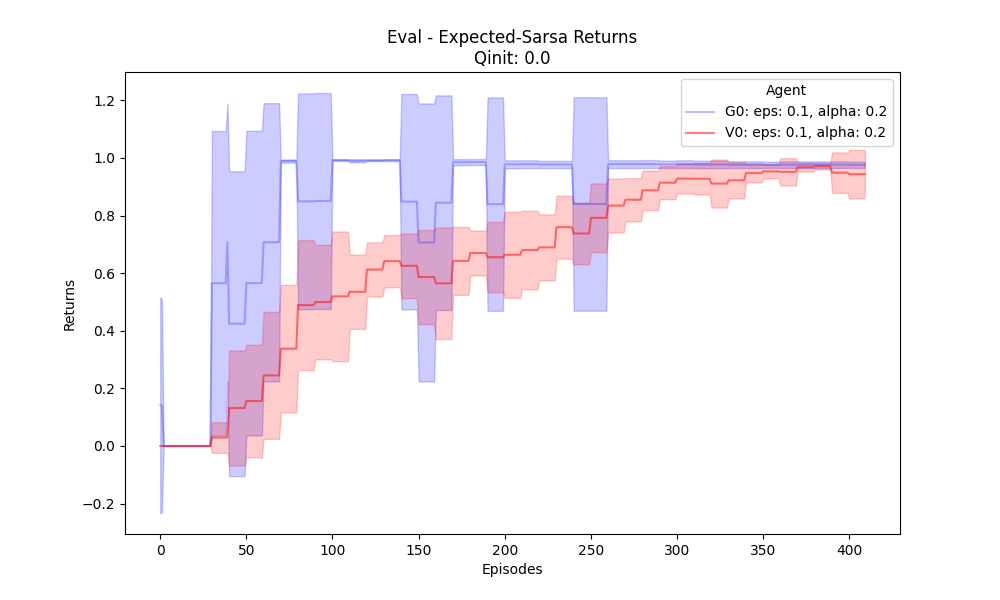 Eval - Expected-Sarsa Returns
Qinit: 0.0
Agent
G0: eps: 0.1, alpha: 0.2
V0: eps: 0.1, alpha: 0.2
Returns
1.2
1.0
0.8
0.6
0.4
0.2
0.0
−0.2
0 50 100 150 200 250 300 350 400
Episodes